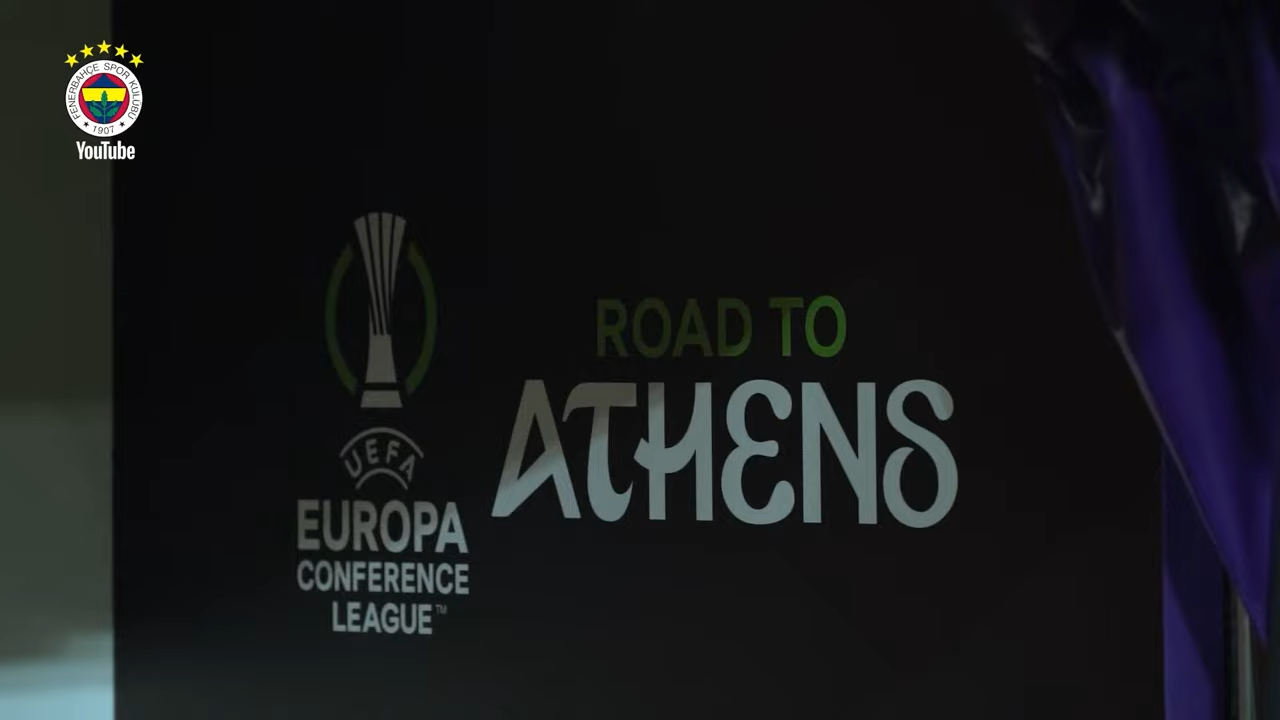 FENERBAHÇE SPOR KULÜBÜ
1907
YouTube
ROAD TO
ATHENS
UEFA
EUROPA
CONFERENCE
LEAGUE™